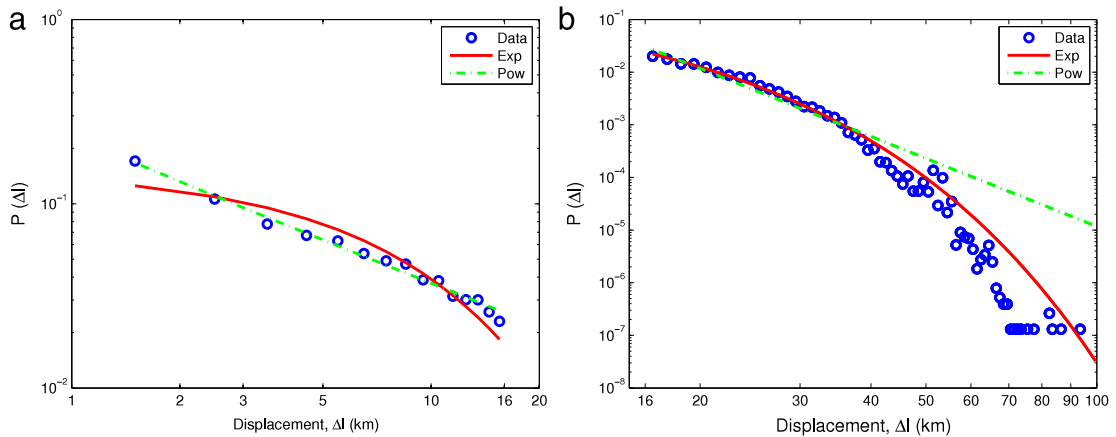 a
10^0
10^-1
10^-2
P (Δl)
1
2
3
5
10
16
20
Displacement, Δl (km)
Data
Exp
Pow
b
10^-1
10^-2
10^-3
10^-4
10^-5
10^-6
10^-7
10^-8
P (Δl)
16
20
30
40
50
60
70
80
90
100
Displacement, Δl (km)
Data
Exp
Pow